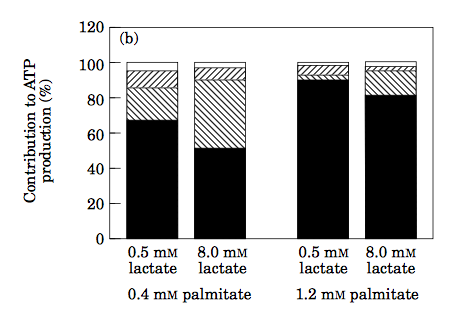 (b)
Contribution to ATP
production (%)
120
100
80
60
40
20
0
0.5 mM
lactate
8.0 mM
lactate
0.5 mM
lactate
8.0 mM
lactate
0.4 mM palmitate
1.2 mM palmitate